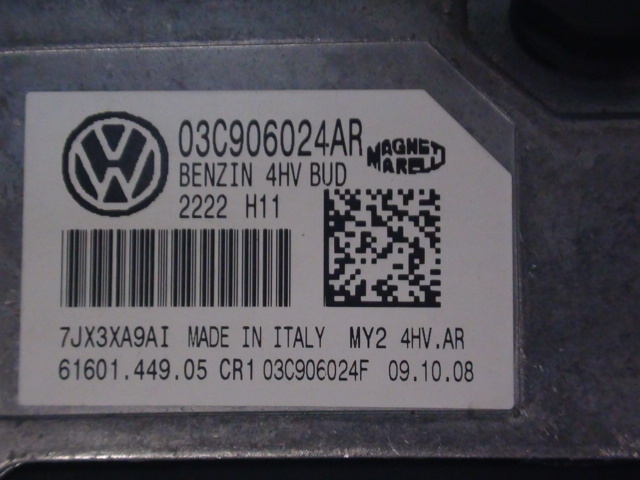 03C906024AR
MAGNETI
MARELLI
BENZIN 4HV BUD
2222 H11
7JX3XA9AI MADE IN ITALY MY2 4HV.AR
61601.449.05 CR1 03C906024F 09.10.08